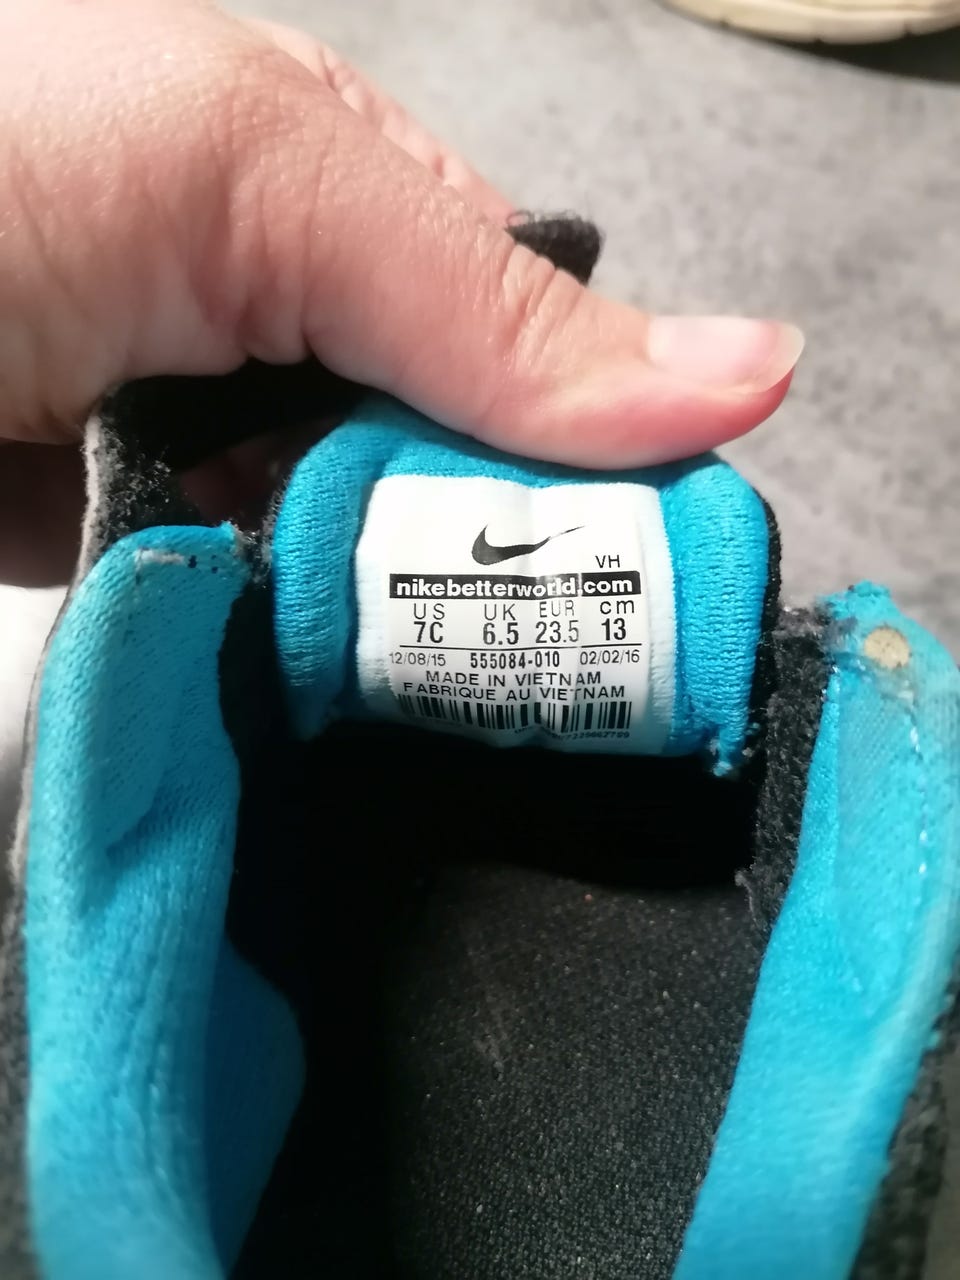 VH
nikebetterworld.com
US UK EUR cm
7C 6.5 23.5 13
12/08/15 555084-010 02/02/16
MADE IN VIETNAM
FABRIQUE AU VIETNAM